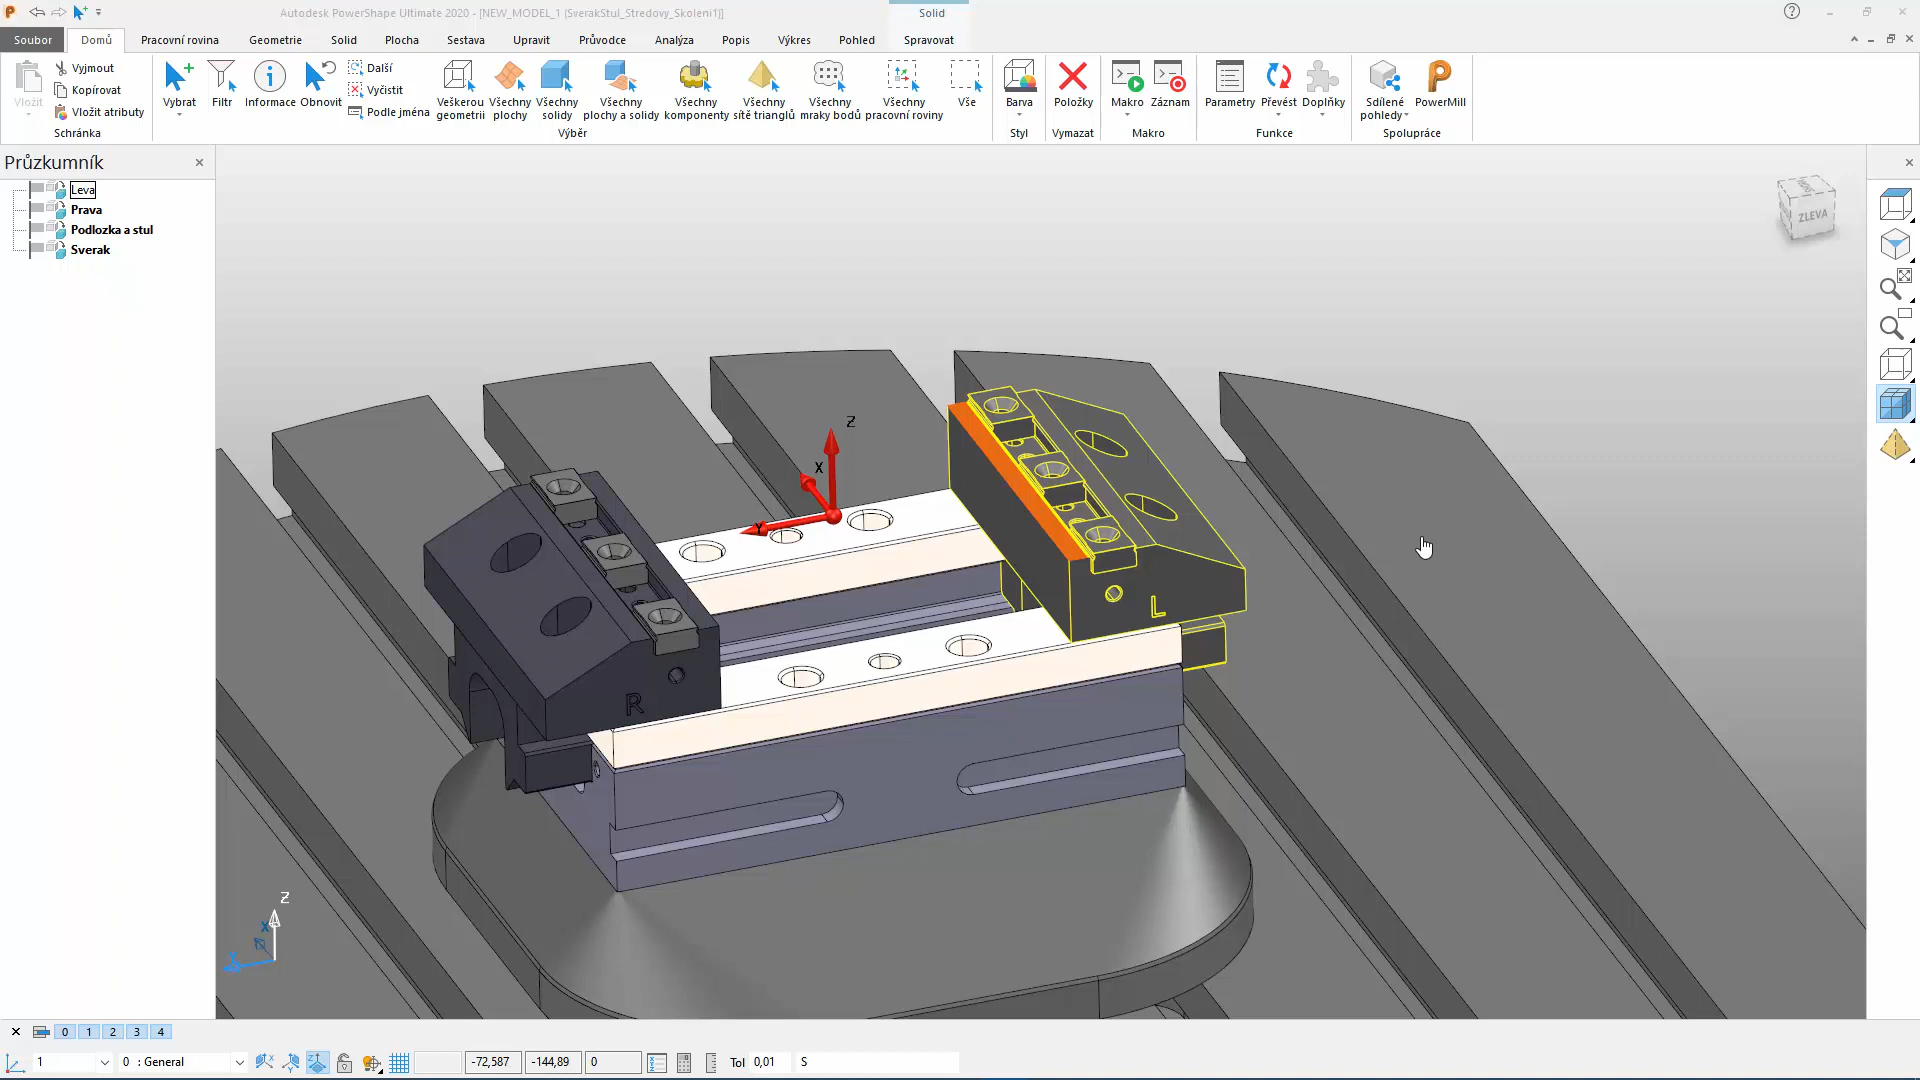 Autodesk PowerShape Ultimate 2020 - [NEW_MODEL_1 (SverakStul_Stredovy_Skoleni1)]
Solid
Soubor
Domů
Pracovní rovina
Geometrie
Solid
Plocha
Sestava
Upravit
Průvodce
Analýza
Popis
Výkres
Pohled
Spravovat
Vložit
Vyjmout
Kopírovat
Vložit atributy
Schránka
Vybrat
Filtr
Informace
Obnovit
Další
Vyčistit
Podle jména
Veškerou geometrii
Všechny plochy
Všechny solidy
Všechny plochy a solidy
Všechny komponenty
Všechny sítě trianglů
Všechny mraky bodů
Všechny pracovní roviny
Vše
Výběr
Barva
Styl
Položky
Vymazat
Makro
Záznam
Makro
Parametry
Převést
Doplňky
Funkce
Sdílené pohledy
PowerMill
Spolupráce
Průzkumník
Leva
Prava
Podlozka a stul
Sverak
ZLEVA
Z
X
Y
L
R
Z
X
Y
0 1 2 3 4
1
0 : General
-72,587
-144,89
0
Tol 0,01
S